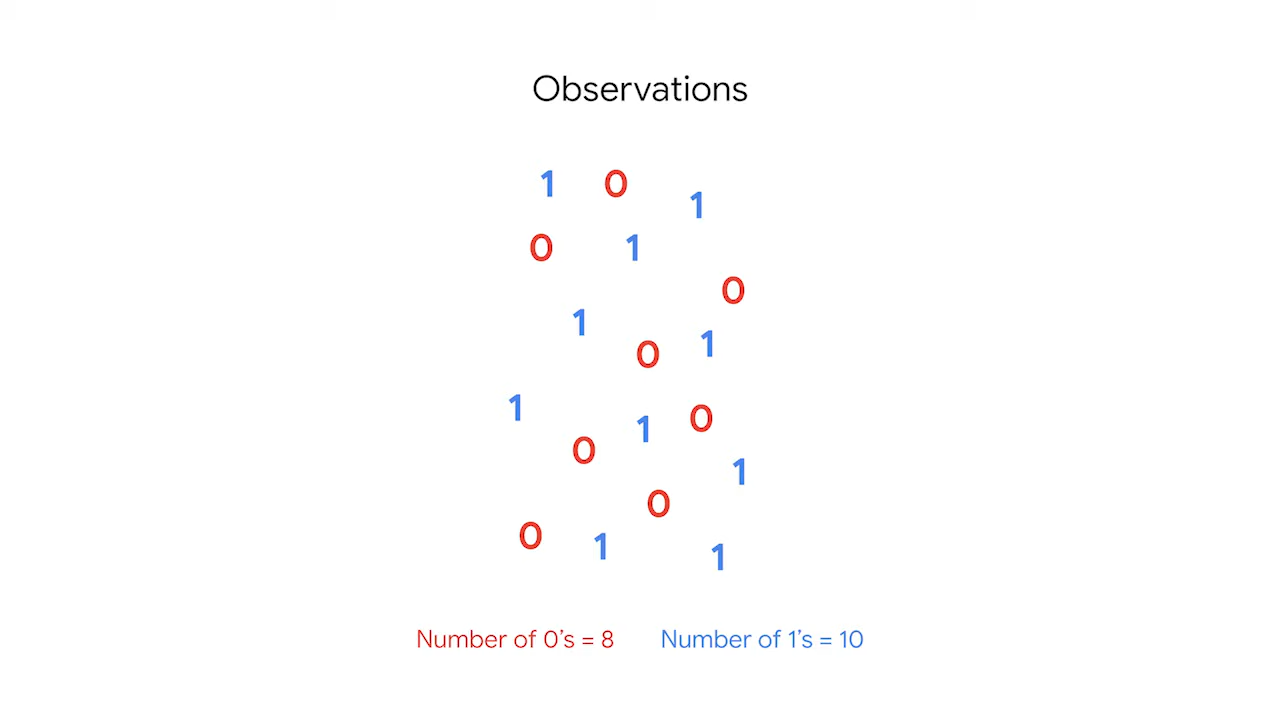 Observations
1 0 1
0 1
0
1 1
0
1 0
1
0
1
0
0 1 1
Number of 0's = 8 Number of 1's = 10